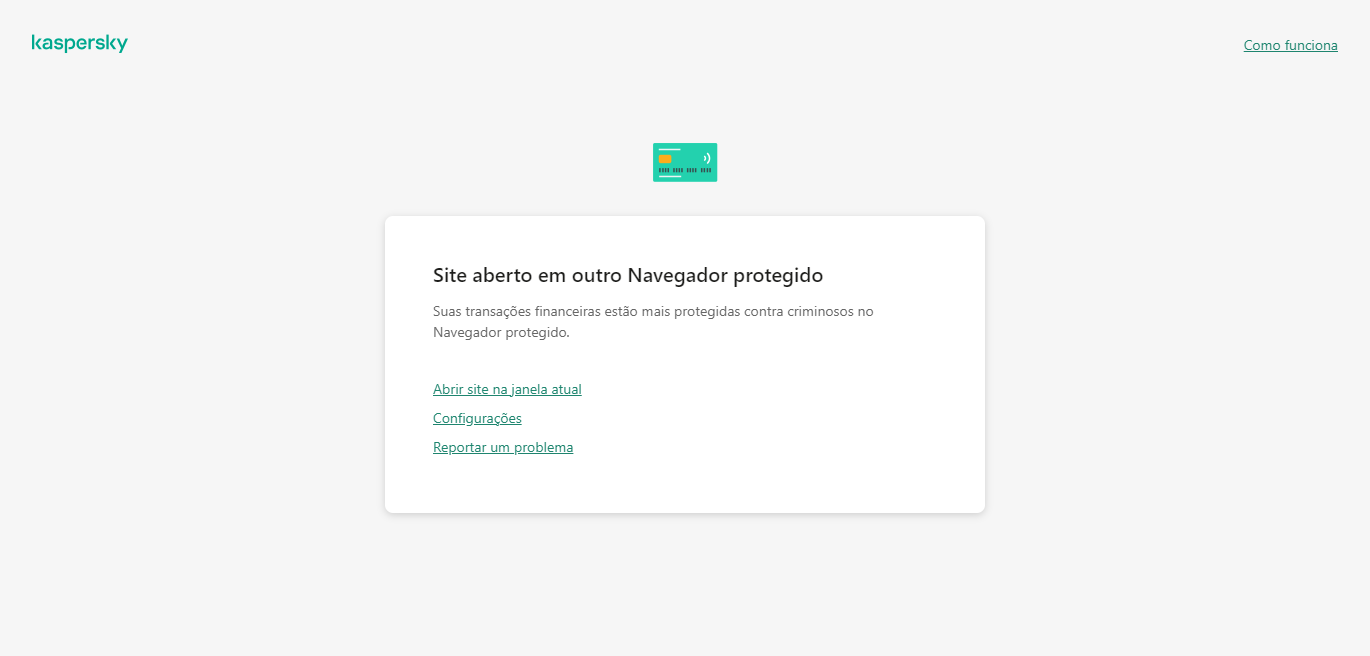 kaspersky
Como funciona
Site aberto em outro Navegador protegido
Suas transações financeiras estão mais protegidas contra criminosos no
Navegador protegido.
Abrir site na janela atual
Configurações
Reportar um problema